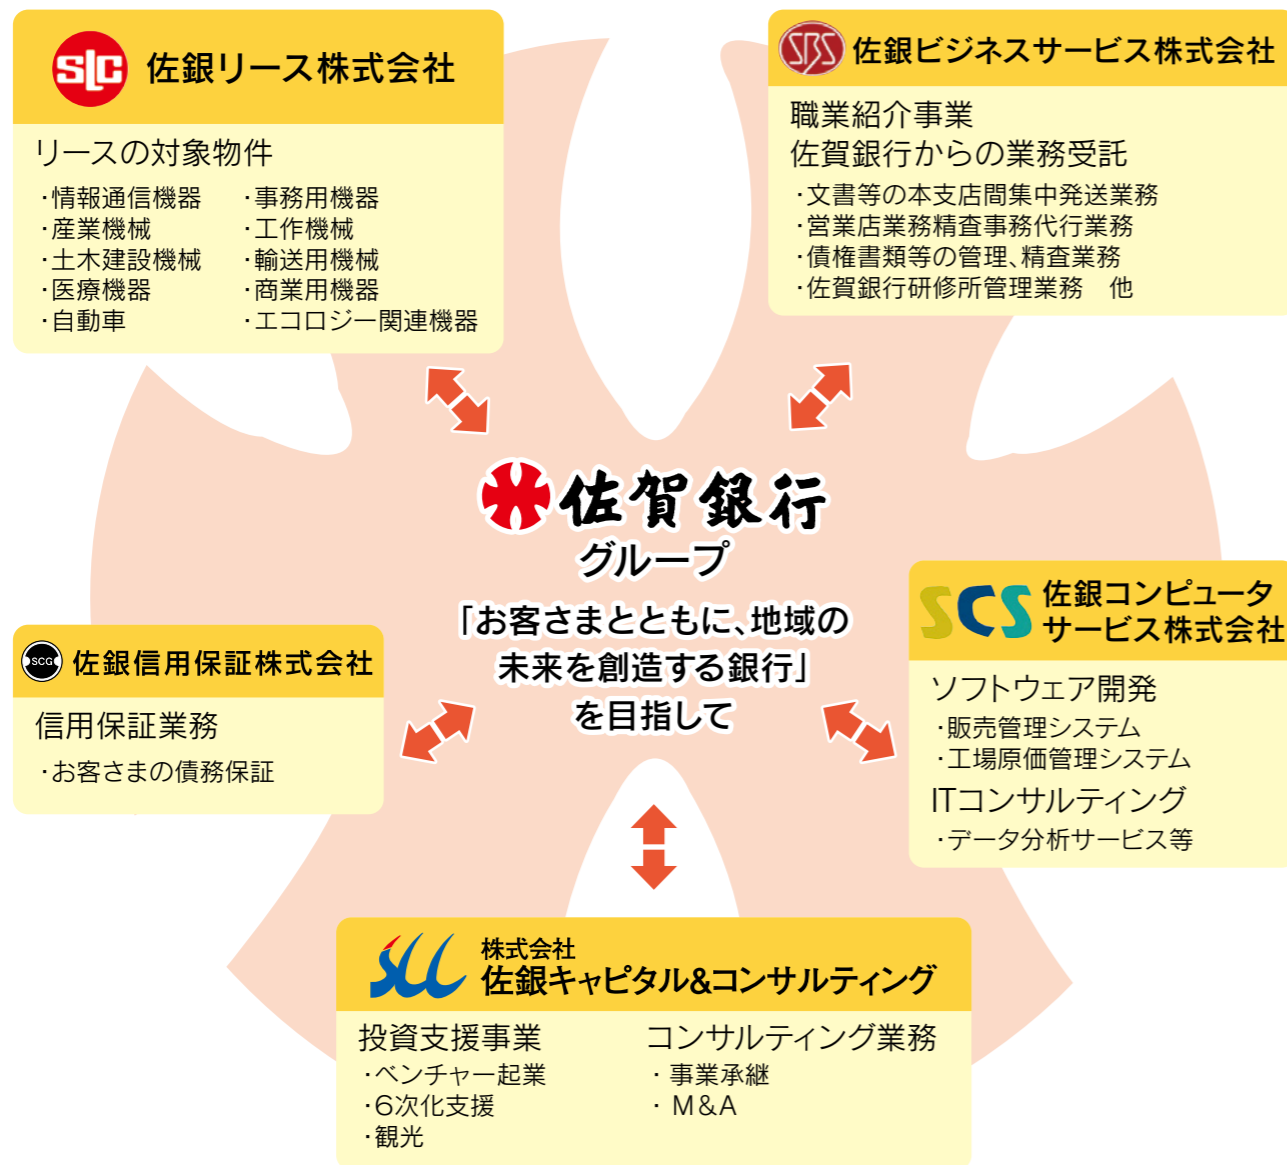 SLC 佐銀リース株式会社
リースの対象物件
・情報通信機器 ・事務用機器
・産業機械 ・工作機械
・土木建設機械 ・輸送用機械
・医療機器 ・商業用機器
・自動車 ・エコロジー関連機器
SBS 佐銀ビジネスサービス株式会社
職業紹介事業
佐賀銀行からの業務受託
・文書等の本支店間集中発送業務
・営業店業務精査事務代行業務
・債権書類等の管理、精査業務
・佐賀銀行研修所管理業務　他
佐賀銀行
グループ
「お客さまとともに、地域の
未来を創造する銀行」
を目指して
SCG 佐銀信用保証株式会社
信用保証業務
・お客さまの債務保証
SCS 佐銀コンピュータ
サービス株式会社
ソフトウェア開発
・販売管理システム
・工場原価管理システム
ITコンサルティング
・データ分析サービス等
SCC 株式会社
佐銀キャピタル&コンサルティング
投資支援事業
・ベンチャー起業
・6次化支援
・観光
コンサルティング業務
・事業承継
・M&A